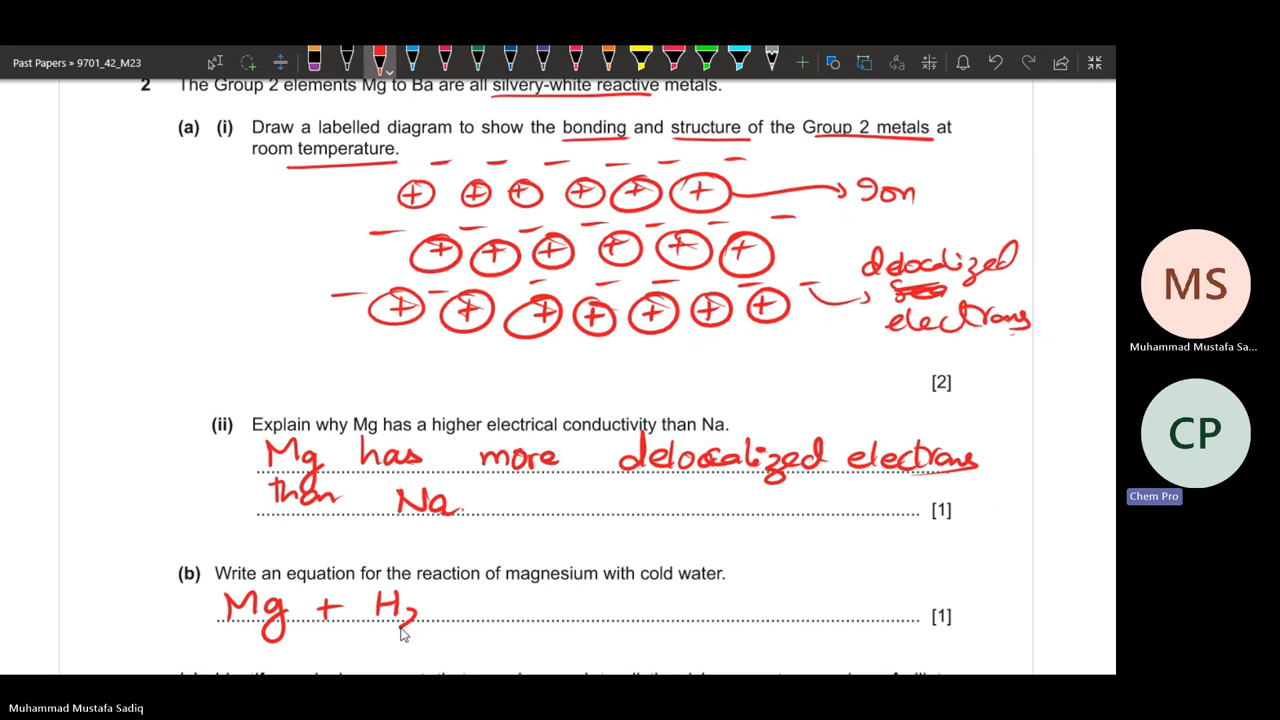 Past Papers » 9701_42_M23
2 The Group 2 elements Mg to Ba are all silvery-white reactive metals.
(a) (i) Draw a labelled diagram to show the bonding and structure of the Group 2 metals at
room temperature.
+ + + + + + Ion
+ + + + + +
delocalized
electrons
+ + + + + + +
[2]
(ii) Explain why Mg has a higher electrical conductivity than Na.
Mg has more delocalized electrons
than Na.
[1]
(b) Write an equation for the reaction of magnesium with cold water.
Mg + H2
[1]
MS
Muhammad Mustafa Sa...
CP
Chem Pro
Muhammad Mustafa Sadiq